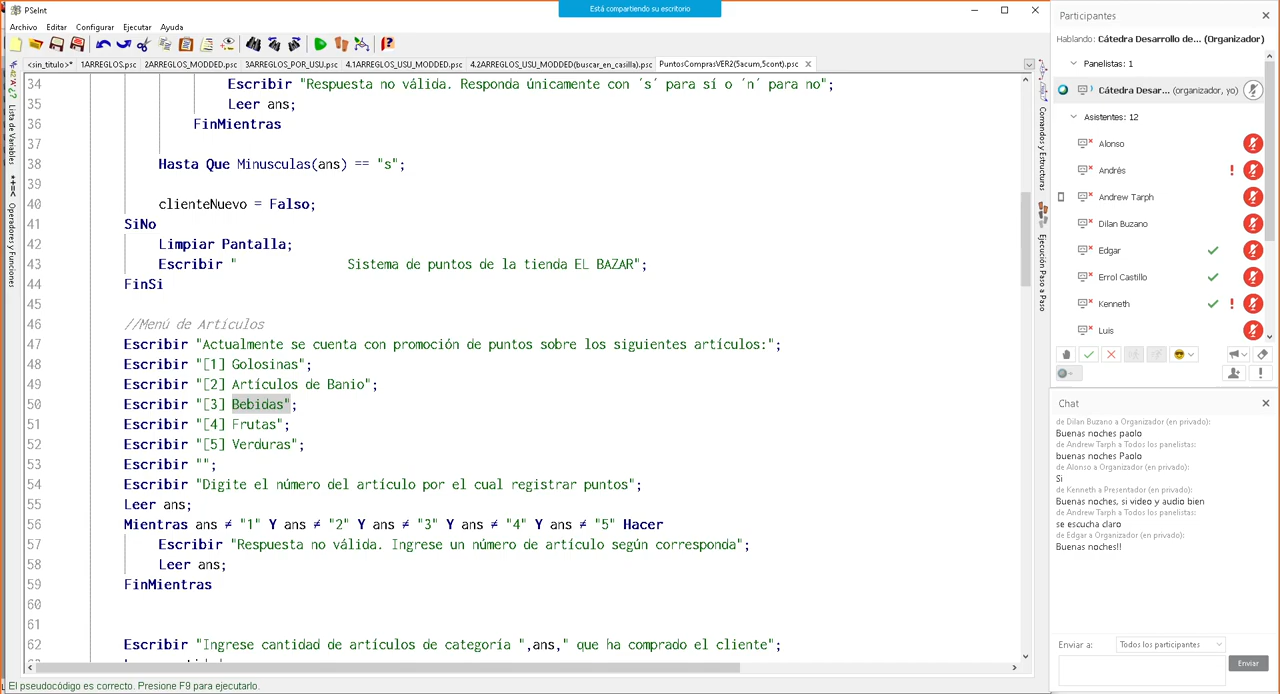 PSeInt
Está compartiendo su escritorio
Archivo Editar Configurar Ejecutar Ayuda
<sin_titulo>* 1ARREGLOS.psc 2ARREGLOS_MODDED.psc 3ARREGLOS_POR_USU.psc 4.1ARREGLOS_USU_MODDED.psc 4.2ARREGLOS_USU_MODDED(buscar_en_casilla).psc PuntosComprasVER2(5acum,5cont).psc
Lista de Variables
Operadores y Funciones
34 Escribir "Respuesta no válida. Responda únicamente con ´s´ para sí o ´n´ para no";
35 Leer ans;
36 FinMientras
37
38 Hasta Que Minusculas(ans) == "s";
39
40 clienteNuevo = Falso;
41 SiNo
42 Limpiar Pantalla;
43 Escribir " Sistema de puntos de la tienda EL BAZAR";
44 FinSi
45
46 //Menú de Artículos
47 Escribir "Actualmente se cuenta con promoción de puntos sobre los siguientes artículos:";
48 Escribir "[1] Golosinas";
49 Escribir "[2] Artículos de Banio";
50 Escribir "[3] Bebidas";
51 Escribir "[4] Frutas";
52 Escribir "[5] Verduras";
53 Escribir "";
54 Escribir "Digite el número del artículo por el cual registrar puntos";
55 Leer ans;
56 Mientras ans ≠ "1" Y ans ≠ "2" Y ans ≠ "3" Y ans ≠ "4" Y ans ≠ "5" Hacer
57 Escribir "Respuesta no válida. Ingrese un número de artículo según corresponda";
58 Leer ans;
59 FinMientras
60
61
62 Escribir "Ingrese cantidad de artículos de categoría ",ans," que ha comprado el cliente";
El pseudocódigo es correcto. Presione F9 para ejecutarlo.
Comandos y Estructuras
Ejecución Paso a Paso
Participantes
Hablando: Cátedra Desarrollo de... (Organizador)
Panelistas: 1
Cátedra Desar... (organizador, yo)
Asistentes: 12
Alonso
Andrés
Andrew Tarph
Dilan Buzano
Edgar
Errol Castillo
Kenneth
Luis
Chat
de Dilan Buzano a Organizador (en privado):
Buenas noches paolo
de Andrew Tarph a Todos los panelistas:
buenas noches Paolo
de Alonso a Organizador (en privado):
Si
de Kenneth a Presentador (en privado):
Buenas noches, si video y audio bien
de Andrew Tarph a Todos los panelistas:
se escucha claro
de Edgar a Organizador (en privado):
Buenas noches!!
Enviar a: Todos los participantes
Enviar